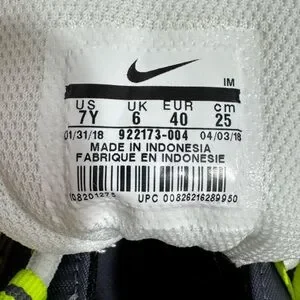 IM
US UK EUR cm
7Y 6 40 25
01/31/18 922173-004 04/03/18
MADE IN INDONESIA
FABRIQUE EN INDONESIE
UPC 00826216289950